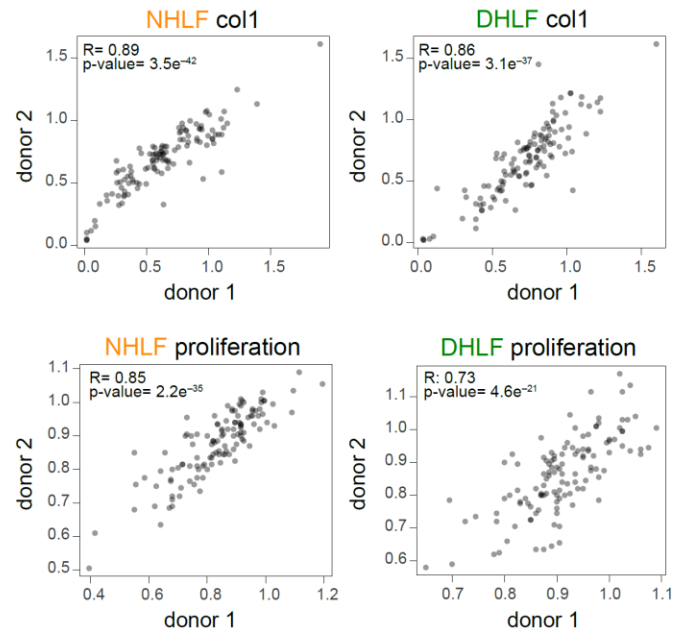 NHLF col1
R= 0.89
p-value= 3.5e⁻⁴²
1.5
1.0
0.5
0.0
donor 2
0.0 0.5 1.0 1.5
donor 1
DHLF col1
R= 0.86
p-value= 3.1e⁻³⁷
1.5
1.0
0.5
0.0
donor 2
0.0 0.5 1.0 1.5
donor 1
NHLF proliferation
R= 0.85
p-value= 2.2e⁻³⁵
1.1
1.0
0.9
0.8
0.7
0.6
0.5
donor 2
0.4 0.6 0.8 1.0 1.2
donor 1
DHLF proliferation
R: 0.73
p-value= 4.6e⁻²¹
1.1
1.0
0.9
0.8
0.7
0.6
donor 2
0.7 0.8 0.9 1.0 1.1
donor 1